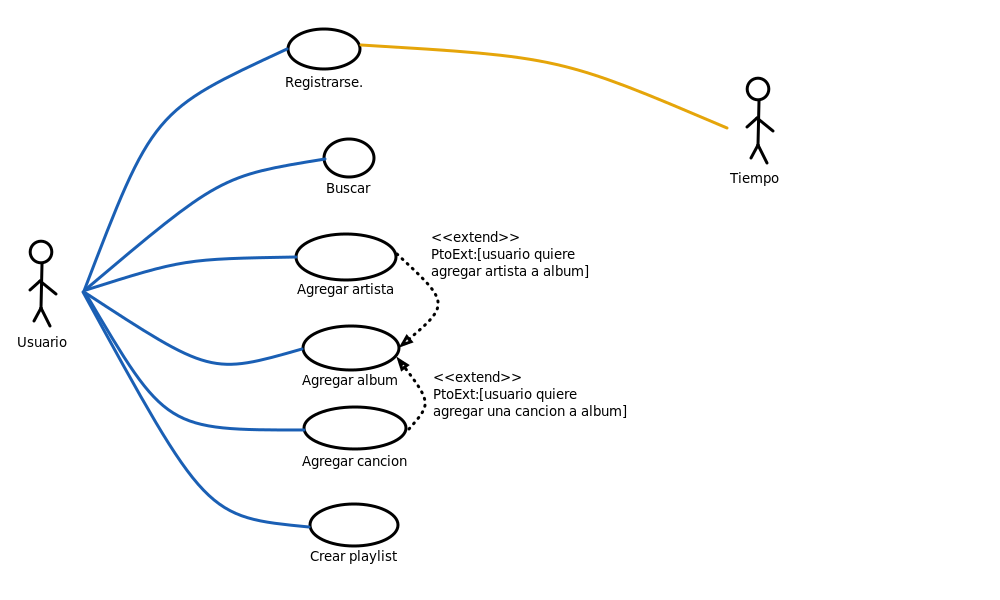 Registrarse.
Tiempo
Buscar
<<extend>>
PtoExt:[usuario quiere
agregar artista a album]
Agregar artista
Usuario
Agregar album
<<extend>>
PtoExt:[usuario quiere
agregar una cancion a album]
Agregar cancion
Crear playlist